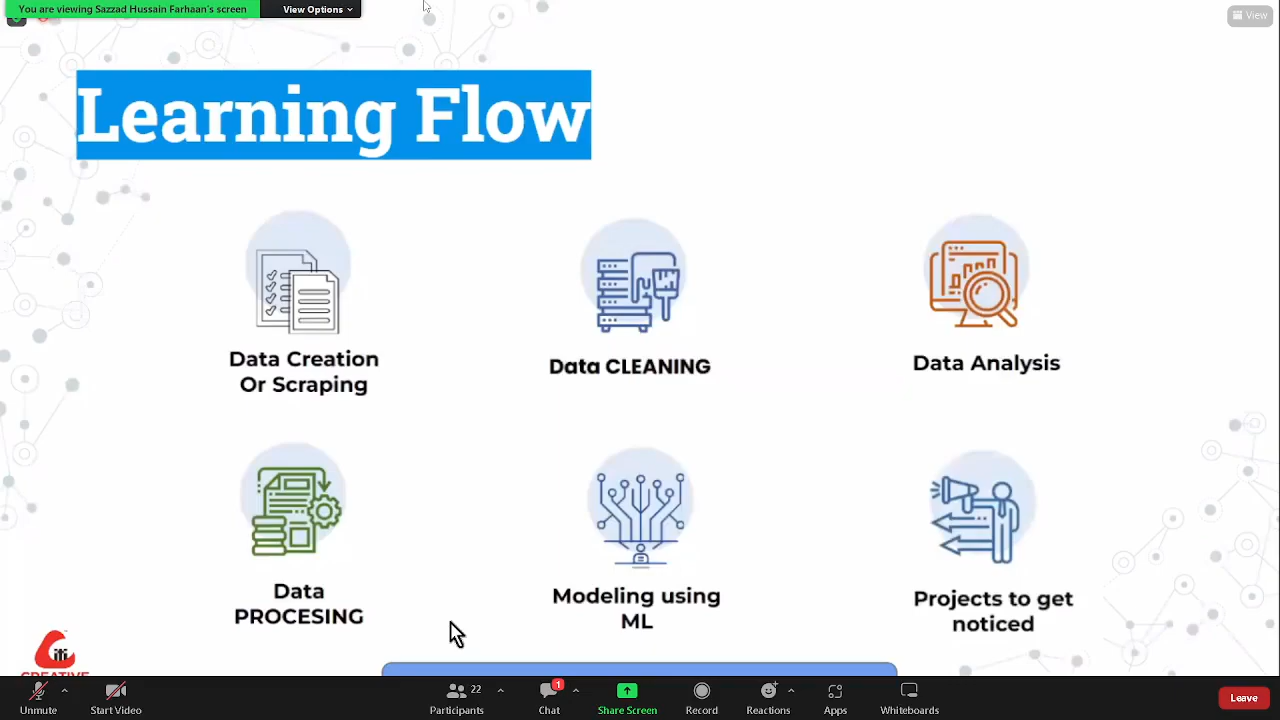 You are viewing Sazzad Hussain Farhaan's screen
View Options
View
Learning Flow
Data Creation
Or Scraping
Data CLEANING
Data Analysis
Data
PROCESING
Modeling using
ML
Projects to get
noticed
CREATIVE
Unmute
Start Video
22
Participants
1
Chat
Share Screen
Record
Reactions
Apps
Whiteboards
Leave